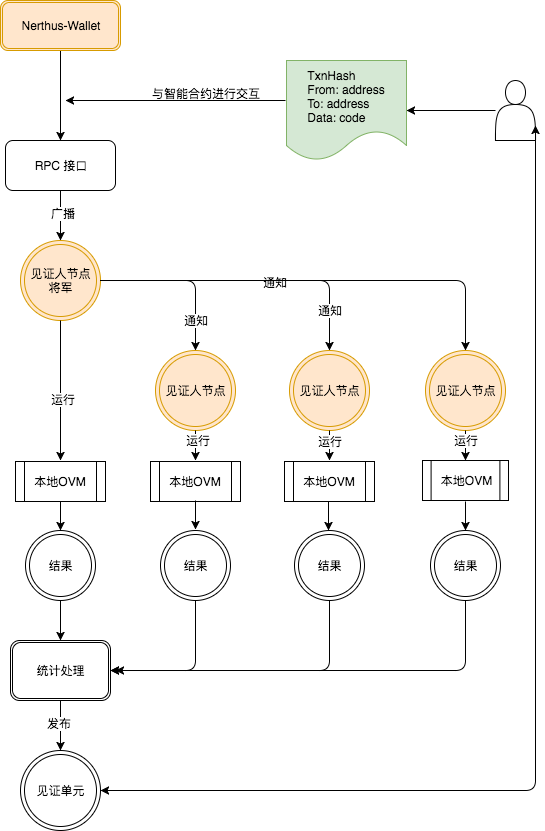 Nerthus-Wallet
TxnHash
From: address
To: address
Data: code
与智能合约进行交互
RPC 接口
广播
见证人节点
将军
通知
通知
通知
见证人节点
见证人节点
见证人节点
运行
运行
运行
运行
本地OVM
本地OVM
本地OVM
本地OVM
结果
结果
结果
结果
统计处理
发布
见证单元